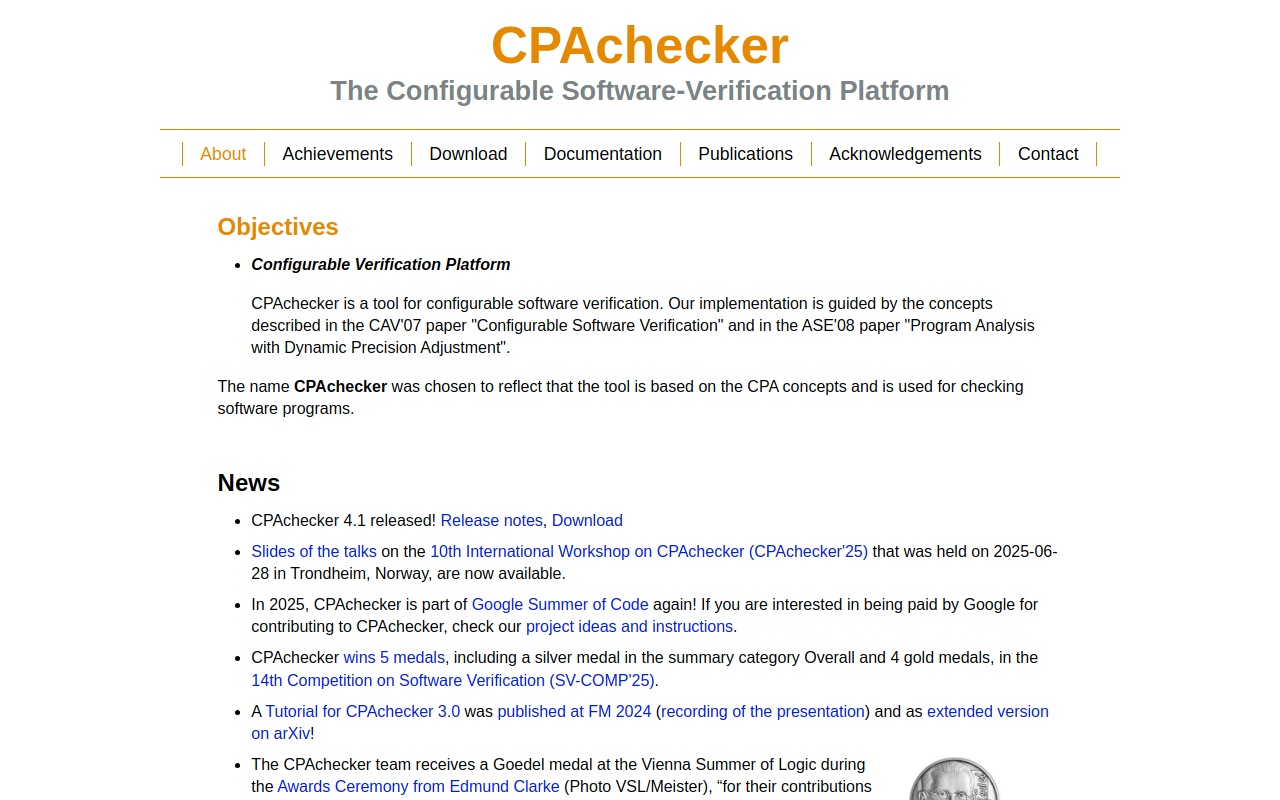 CPAchecker
The Configurable Software-Verification Platform
About
Achievements
Download
Documentation
Publications
Acknowledgements
Contact
Objectives
Configurable Verification Platform
CPAchecker is a tool for configurable software verification. Our implementation is guided by the concepts
described in the CAV'07 paper "Configurable Software Verification" and in the ASE'08 paper "Program Analysis
with Dynamic Precision Adjustment".
The name CPAchecker was chosen to reflect that the tool is based on the CPA concepts and is used for checking
software programs.
News
CPAchecker 4.1 released! Release notes, Download
Slides of the talks on the 10th International Workshop on CPAchecker (CPAchecker'25) that was held on 2025-06-
28 in Trondheim, Norway, are now available.
In 2025, CPAchecker is part of Google Summer of Code again! If you are interested in being paid by Google for
contributing to CPAchecker, check our project ideas and instructions.
CPAchecker wins 5 medals, including a silver medal in the summary category Overall and 4 gold medals, in the
14th Competition on Software Verification (SV-COMP'25).
A Tutorial for CPAchecker 3.0 was published at FM 2024 (recording of the presentation) and as extended version
on arXiv!
The CPAchecker team receives a Goedel medal at the Vienna Summer of Logic during
the Awards Ceremony from Edmund Clarke (Photo VSL/Meister), “for their contributions